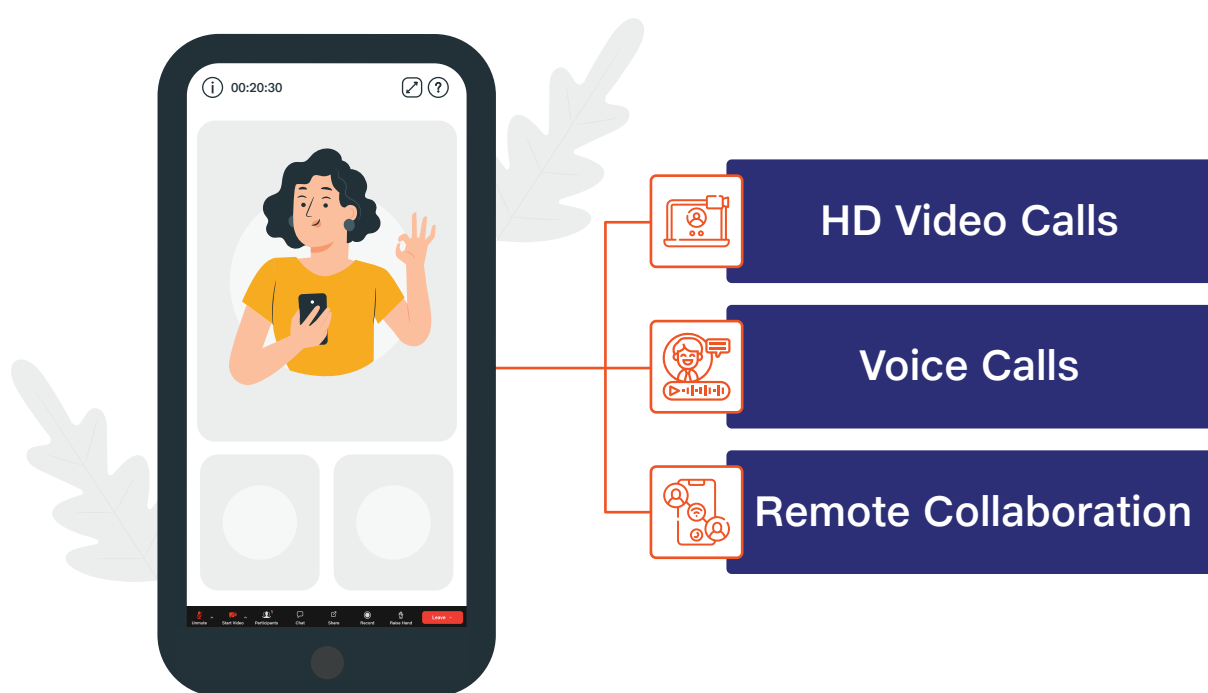 00:20:30
HD Video Calls
Voice Calls
Remote Collaboration
Unmute
Start Video
Participants
1
Chat
Share
Record
Raise Hand
Leave